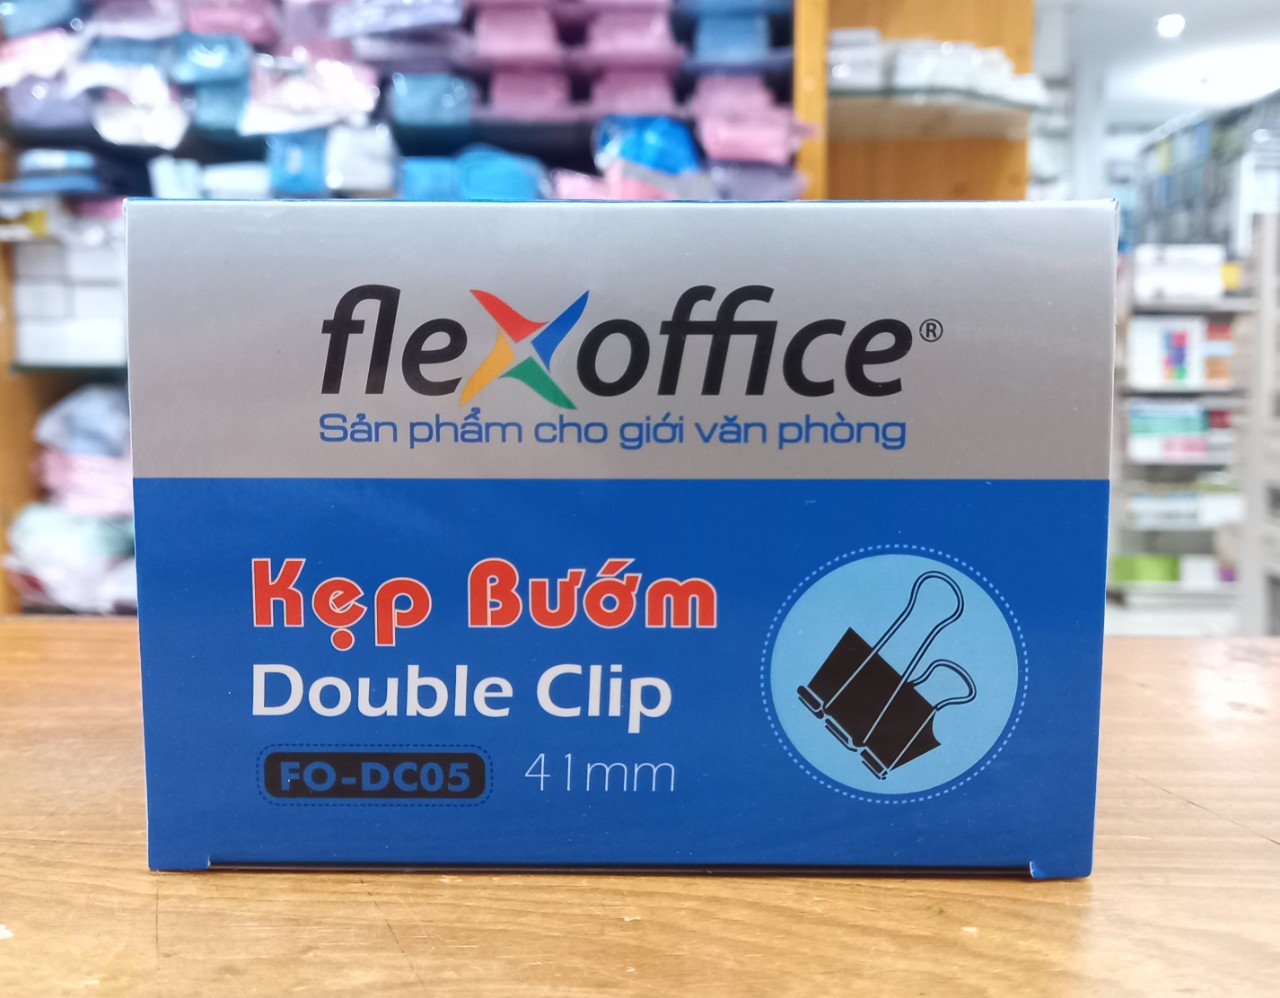 flexoffice®
Sản phẩm cho giới văn phòng
Kẹp Bướm
Double Clip
FO-DC05 41mm